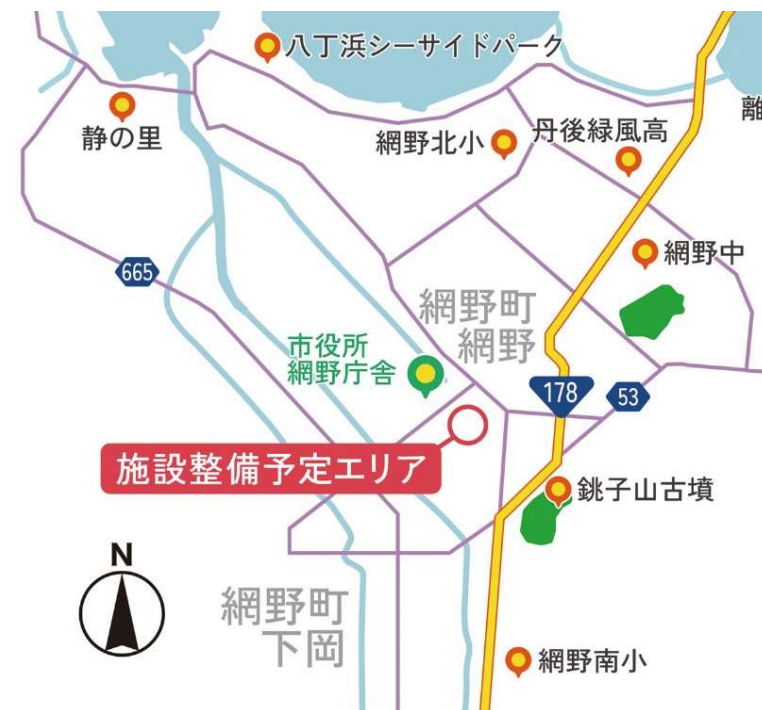 八丁浜シーサイドパーク
離
静の里
網野北小
丹後緑風高
網野中
665
網野町
網野
市役所
網野庁舎
178
53
施設整備予定エリア
銚子山古墳
N
網野町
下岡
網野南小